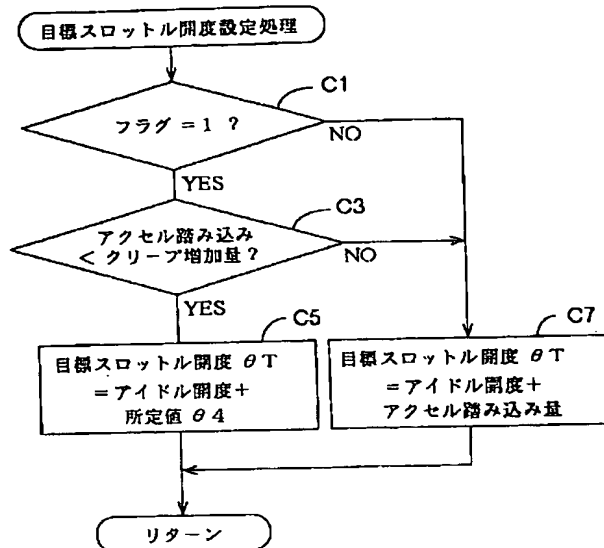 目標スロットル開度設定処理
C1
フラグ = 1 ?
NO
YES
C3
アクセル踏み込み
< クリープ増加量?
NO
YES
C5
目標スロットル開度 θT
=アイドル開度+
所定値 θ4
C7
目標スロットル開度 θT
=アイドル開度+
アクセル踏み込み量
リターン